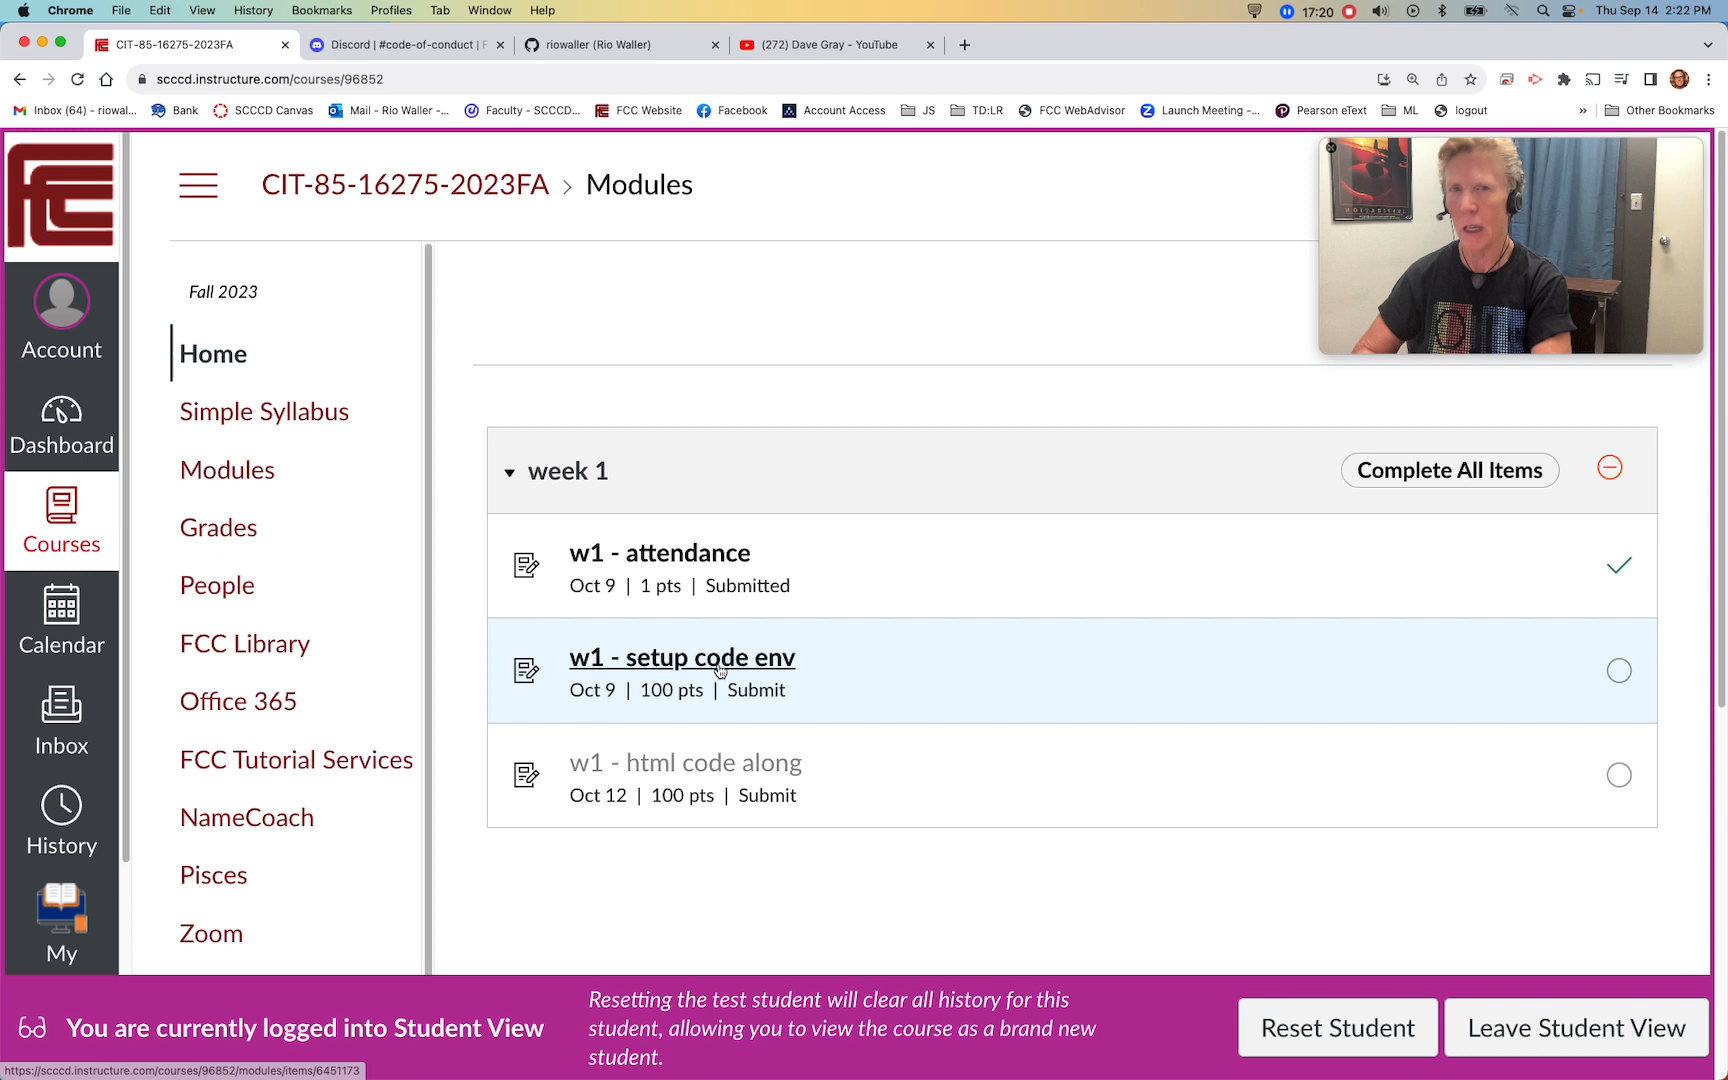 Chrome File Edit View History Bookmarks Profiles Tab Window Help 17:20 Thu Sep 14 2:22 PM
CIT-85-16275-2023FA Discord | #code-of-conduct | F riowaller (Rio Waller) (272) Dave Gray - YouTube
scccd.instructure.com/courses/96852
Inbox (64) - riowal... Bank SCCCD Canvas Mail - Rio Waller -... Faculty - SCCCD... FCC Website Facebook Account Access JS TD:LR FCC WebAdvisor Launch Meeting -... Pearson eText ML logout » Other Bookmarks
CIT-85-16275-2023FA > Modules
Account
Dashboard
Courses
Calendar
Inbox
History
My
Fall 2023
Home
Simple Syllabus
Modules
Grades
People
FCC Library
Office 365
FCC Tutorial Services
NameCoach
Pisces
Zoom
week 1 Complete All Items
w1 - attendance
Oct 9 | 1 pts | Submitted
w1 - setup code env
Oct 9 | 100 pts | Submit
w1 - html code along
Oct 12 | 100 pts | Submit
You are currently logged into Student View
Resetting the test student will clear all history for this
student, allowing you to view the course as a brand new
student.
Reset Student Leave Student View
https://scccd.instructure.com/courses/96852/modules/items/6451173